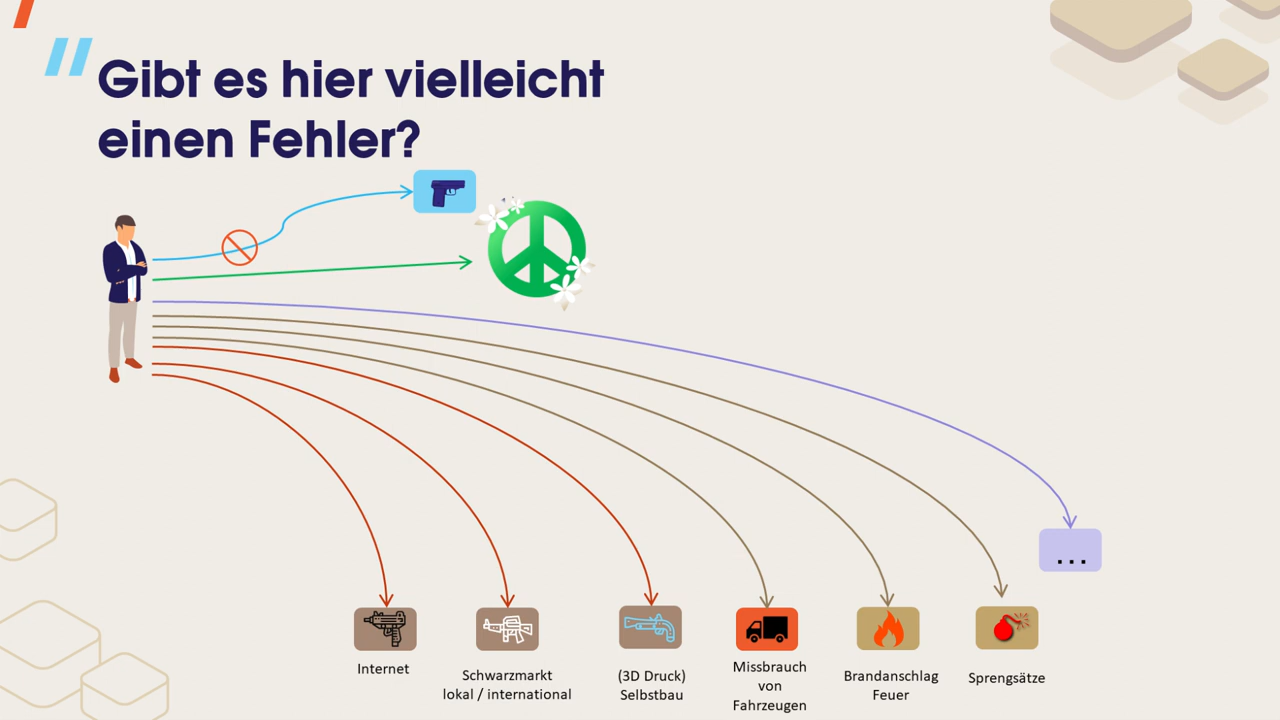 Gibt es hier vielleicht
einen Fehler?
...
Internet
Schwarzmarkt
lokal / international
(3D Druck)
Selbstbau
Missbrauch
von
Fahrzeugen
Brandanschlag
Feuer
Sprengsätze